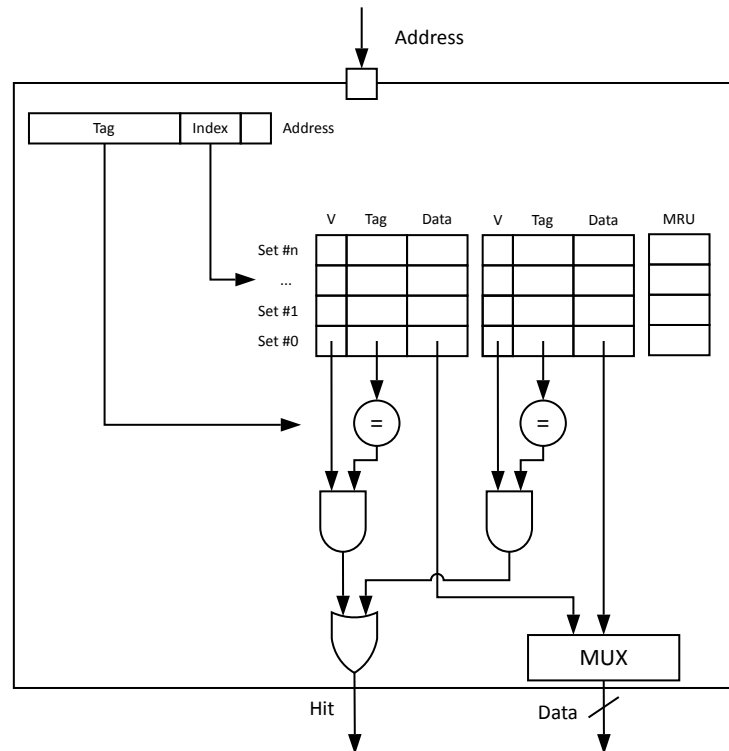 Address
Tag Index Address
V Tag Data V Tag Data MRU
Set #n
...
Set #1
Set #0
= =
MUX
Hit Data